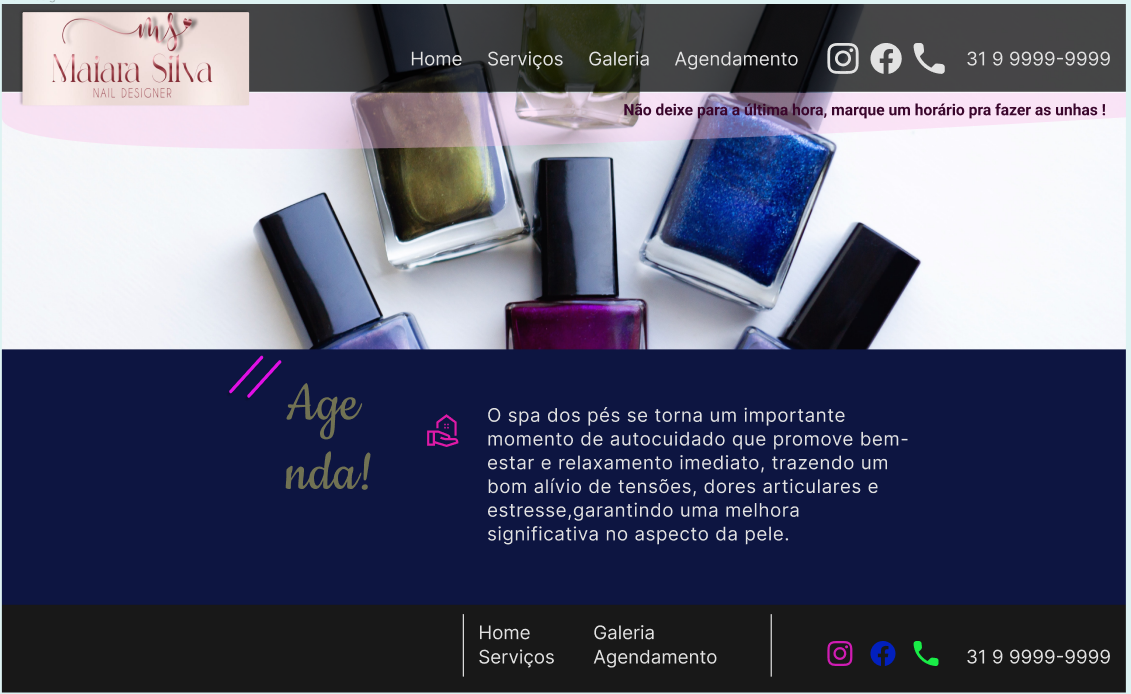 ms
Maiara Silva
NAIL DESIGNER
Home Serviços Galeria Agendamento 31 9 9999-9999
Não deixe para a última hora, marque um horário pra fazer as unhas !
Age
nda!
O spa dos pés se torna um importante
momento de autocuidado que promove bem-
estar e relaxamento imediato, trazendo um
bom alívio de tensões, dores articulares e
estresse,garantindo uma melhora
significativa no aspecto da pele.
Home Galeria
Serviços Agendamento 31 9 9999-9999